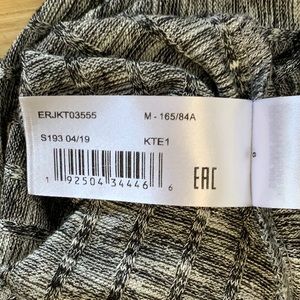 ERJKT03555 M - 165/84A
S193 04/19 KTE1
1 92504 34446 6
EAC